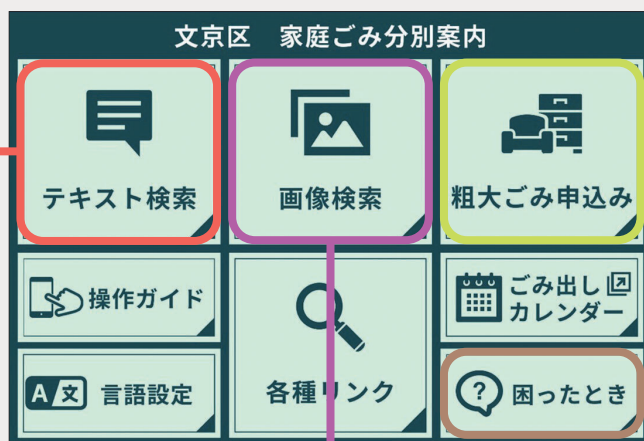 文京区　家庭ごみ分別案内
テキスト検索
画像検索
粗大ごみ申込み
操作ガイド
各種リンク
ごみ出し
カレンダー
A/文 言語設定
? 困ったとき